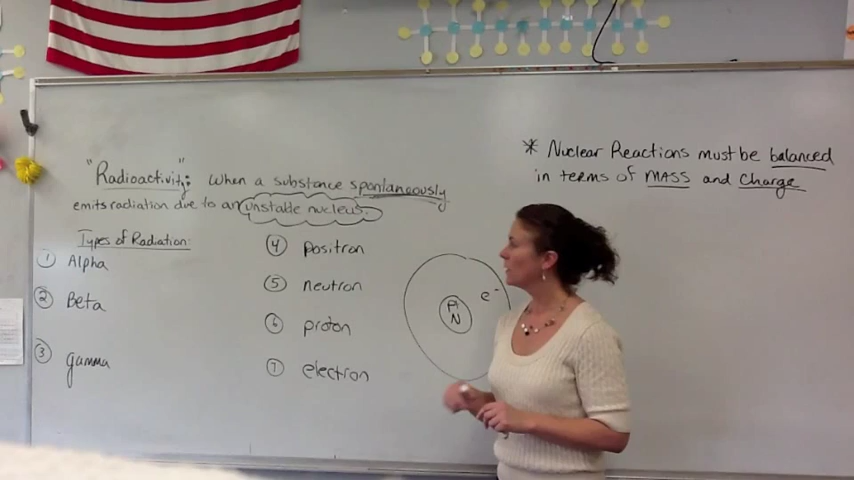 "Radioactivity": When a substance spontaneously
emits radiation due to an unstable nucleus.
Types of Radiation:
1 Alpha
2 Beta
3 gamma
4 positron
5 neutron
6 proton
7 electron
P+
N
e-
* Nuclear Reactions must be balanced
in terms of MASS and Charge